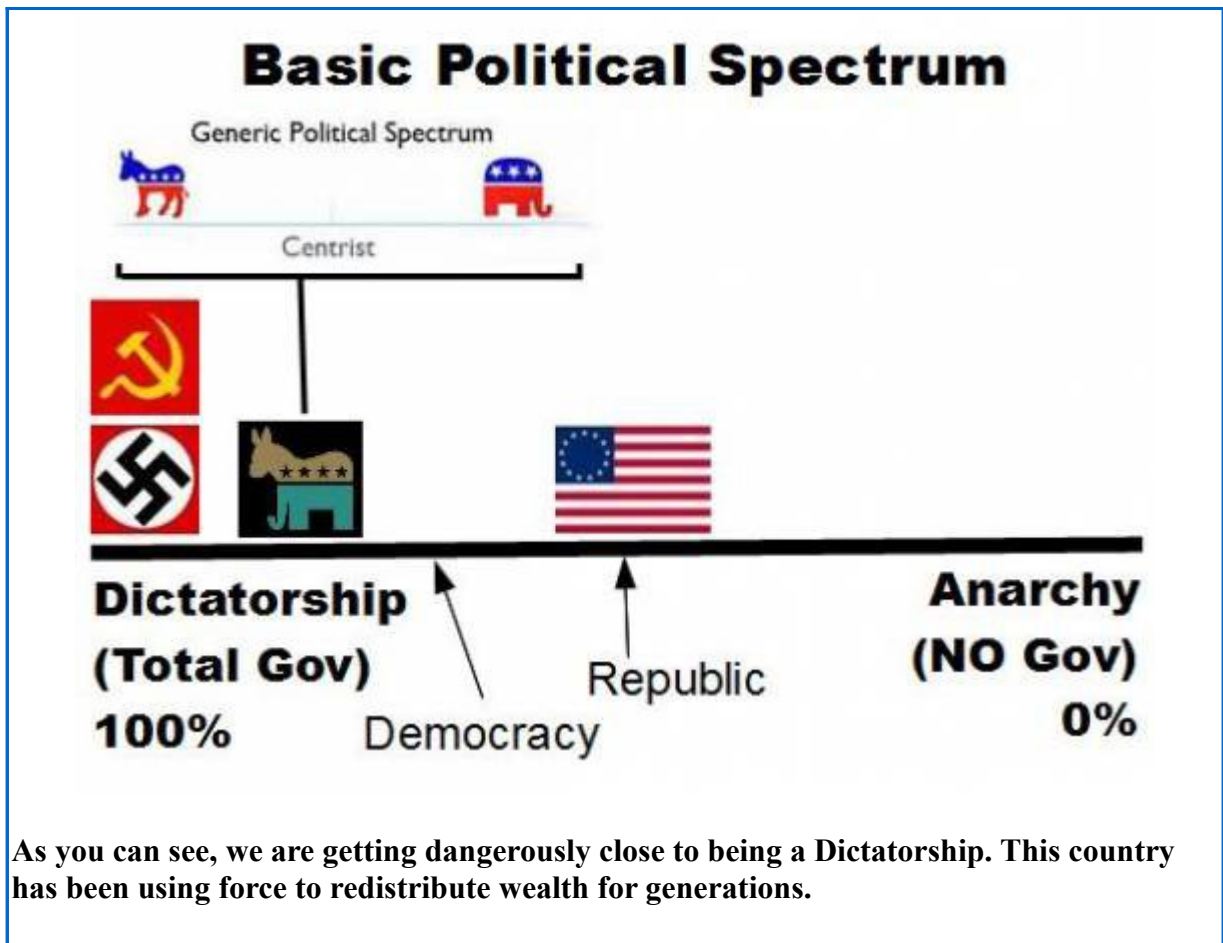 Basic Political Spectrum
Generic Political Spectrum
Centrist
Dictatorship
(Total Gov)
100%
Democracy
Republic
Anarchy
(NO Gov)
0%
As you can see, we are getting dangerously close to being a Dictatorship. This country
has been using force to redistribute wealth for generations.